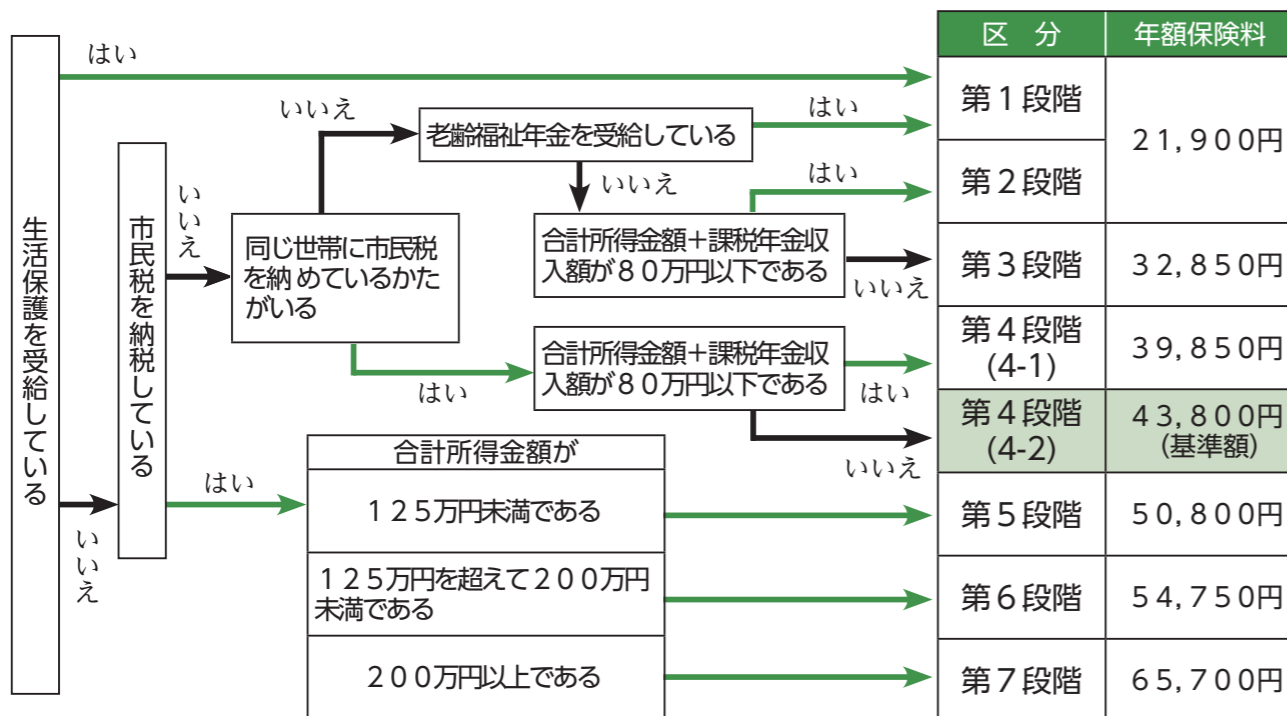 生活保護を受給している
はい
いいえ
市民税を納税している
いいえ
はい
同じ世帯に市民税
を納めているかた
がいる
いいえ
はい
老齢福祉年金を受給している
はい
いいえ
合計所得金額＋課税年金収
入額が８０万円以下である
はい
いいえ
合計所得金額＋課税年金収
入額が８０万円以下である
はい
いいえ
合計所得金額が
１２５万円未満である
１２５万円を超えて２００万円
未満である
２００万円以上である
区　分 年額保険料
第１段階
２１,９００円
第２段階
第３段階 ３２,８５０円
第４段階
(4-1)
３９,８５０円
第４段階
(4-2)
４３,８００円
(基準額)
第５段階 ５０,８００円
第６段階 ５４,７５０円
第７段階 ６５,７００円